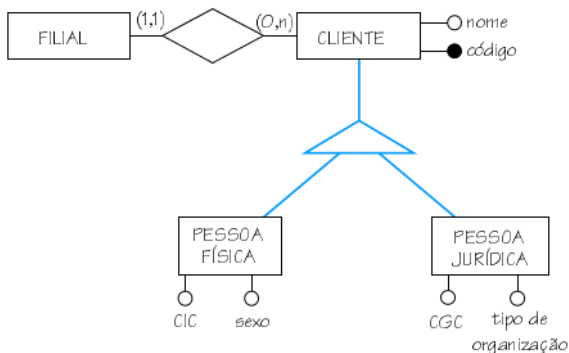 FILIAL
(1,1)
(0,n)
CLIENTE
nome
código
PESSOA
FÍSICA
PESSOA
JURÍDICA
CIC
sexo
CGC
tipo de
organização